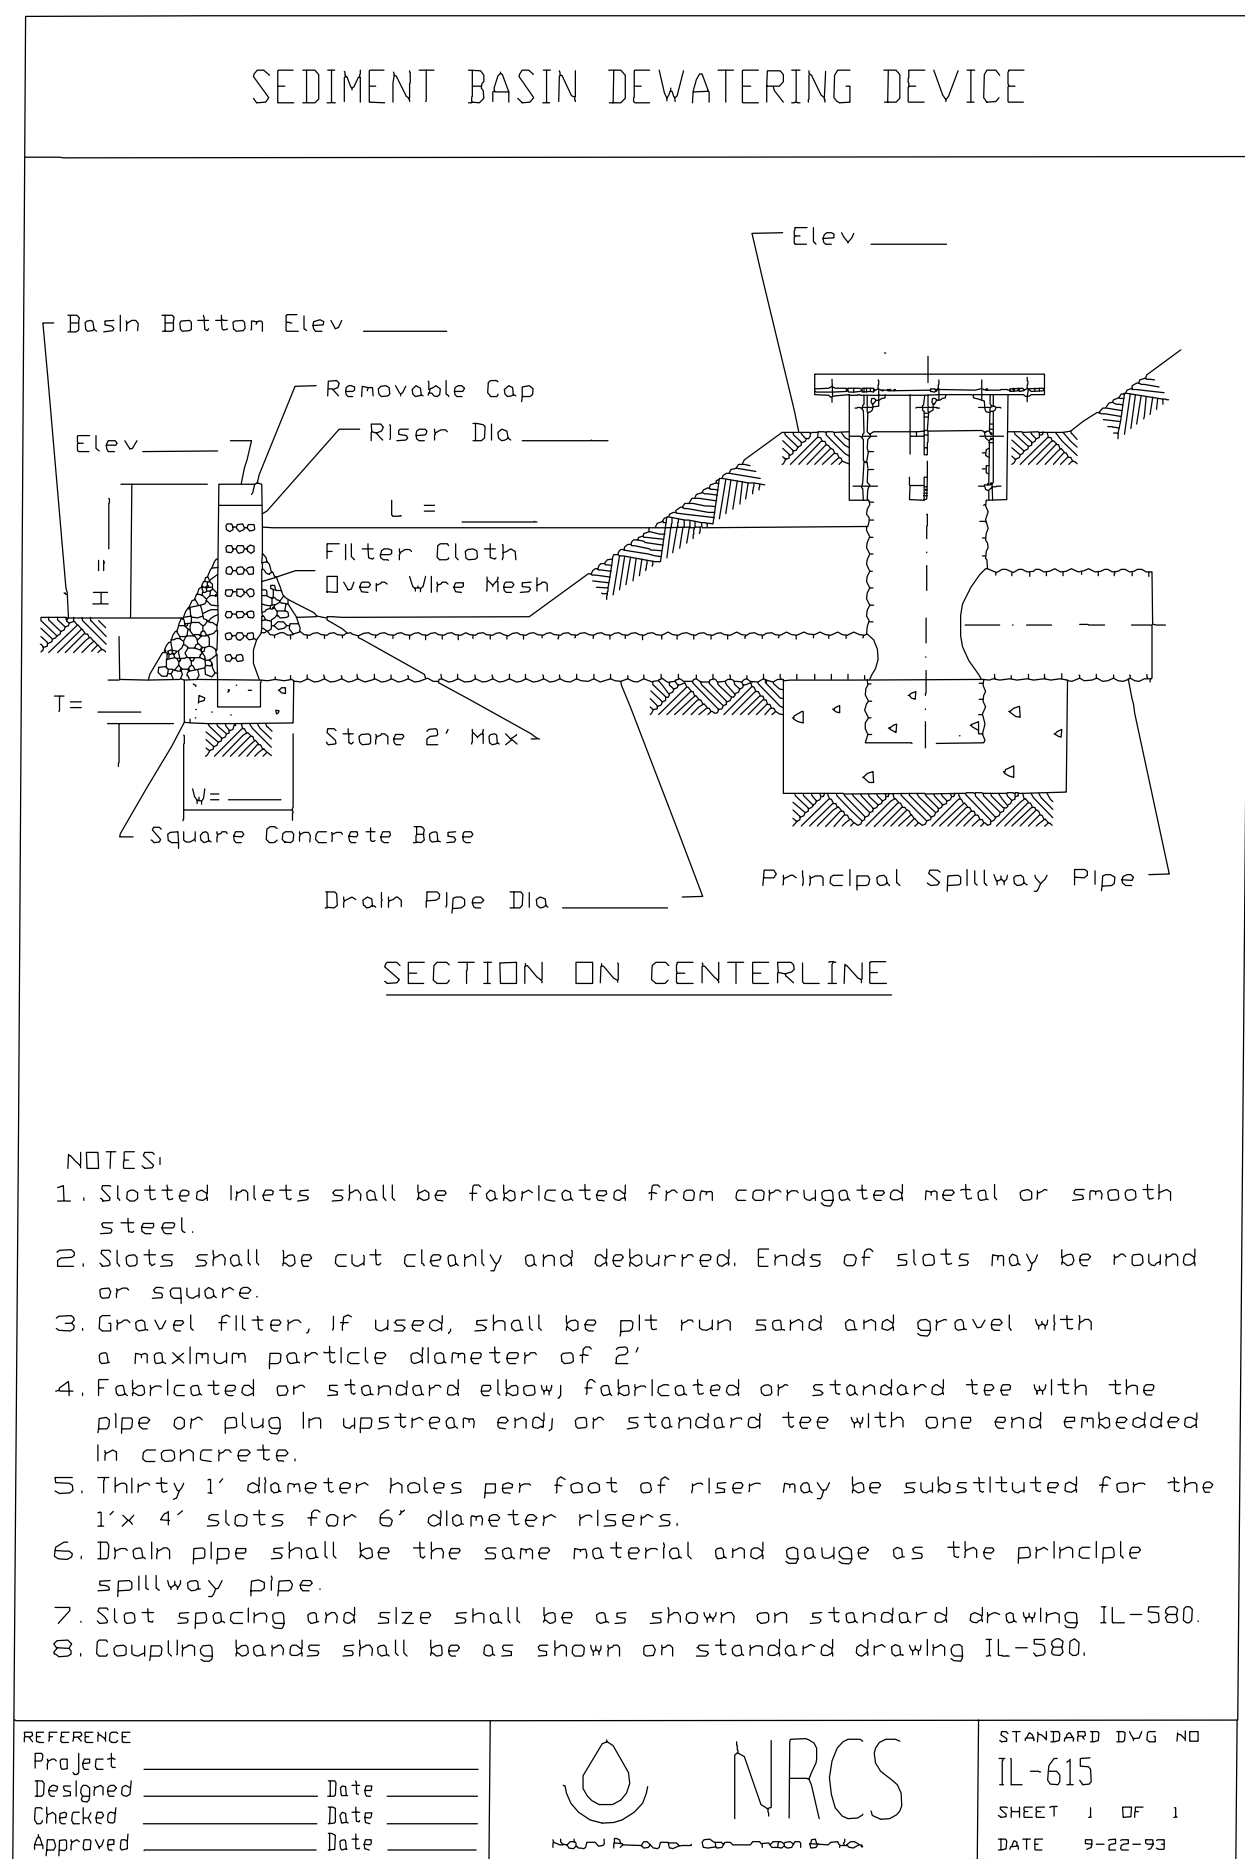 SEDIMENT BASIN DEWATERING DEVICE
Elev
Basin Bottom Elev
Removable Cap
Riser Dia
Elev
L =
Filter Cloth
Over Wire Mesh
H =
T=
Stone 2' Max
W=
Square Concrete Base
Principal Spillway Pipe
Drain Pipe Dia
SECTION ON CENTERLINE
NOTES:
1. Slotted inlets shall be fabricated from corrugated metal or smooth
steel.
2. Slots shall be cut cleanly and deburred. Ends of slots may be round
or square.
3. Gravel filter, if used, shall be pit run sand and gravel with
a maximum particle diameter of 2'
4. Fabricated or standard elbow; fabricated or standard tee with the
pipe or plug in upstream end; or standard tee with one end embedded
in concrete.
5. Thirty 1' diameter holes per foot of riser may be substituted for the
1'x 4' slots for 6' diameter risers.
6. Drain pipe shall be the same material and gauge as the principle
spillway pipe.
7. Slot spacing and size shall be as shown on standard drawing IL-580.
8. Coupling bands shall be as shown on standard drawing IL-580.
REFERENCE
Project
Designed Date
Checked Date
Approved Date
NRCS
STANDARD DWG NO
IL-615
SHEET 1 OF 1
DATE 9-22-93